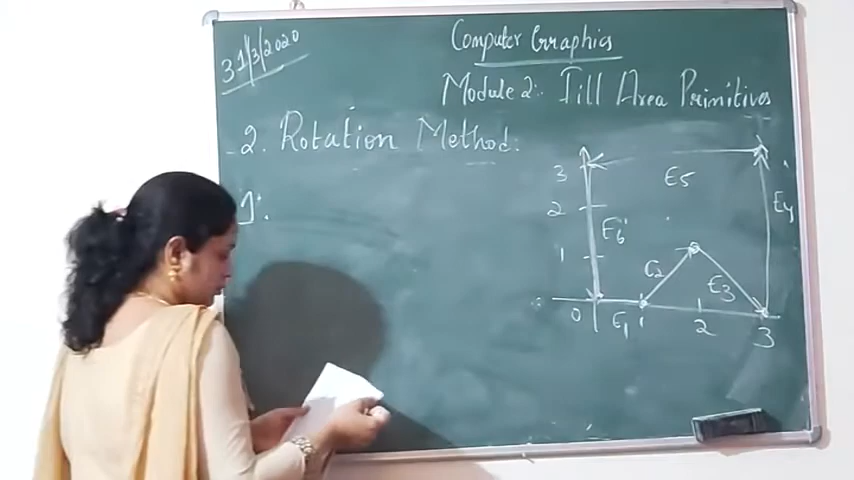 31/3/2020
Computer Graphics
Module 2: Fill Area Primitives
2. Rotation Method:
1.
3
E5
2
E4
E6
1
E2
E3
0
E1
1
2
3